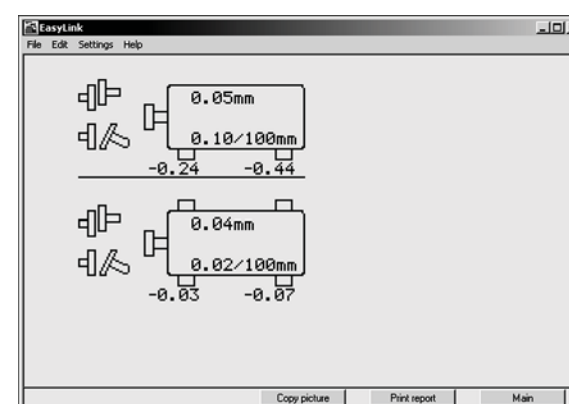 EasyLink
File Edit Settings Help
0.05mm
0.10/100mm
-0.24 -0.44
0.04mm
0.02/100mm
-0.03 -0.07
Copy picture Print report Main